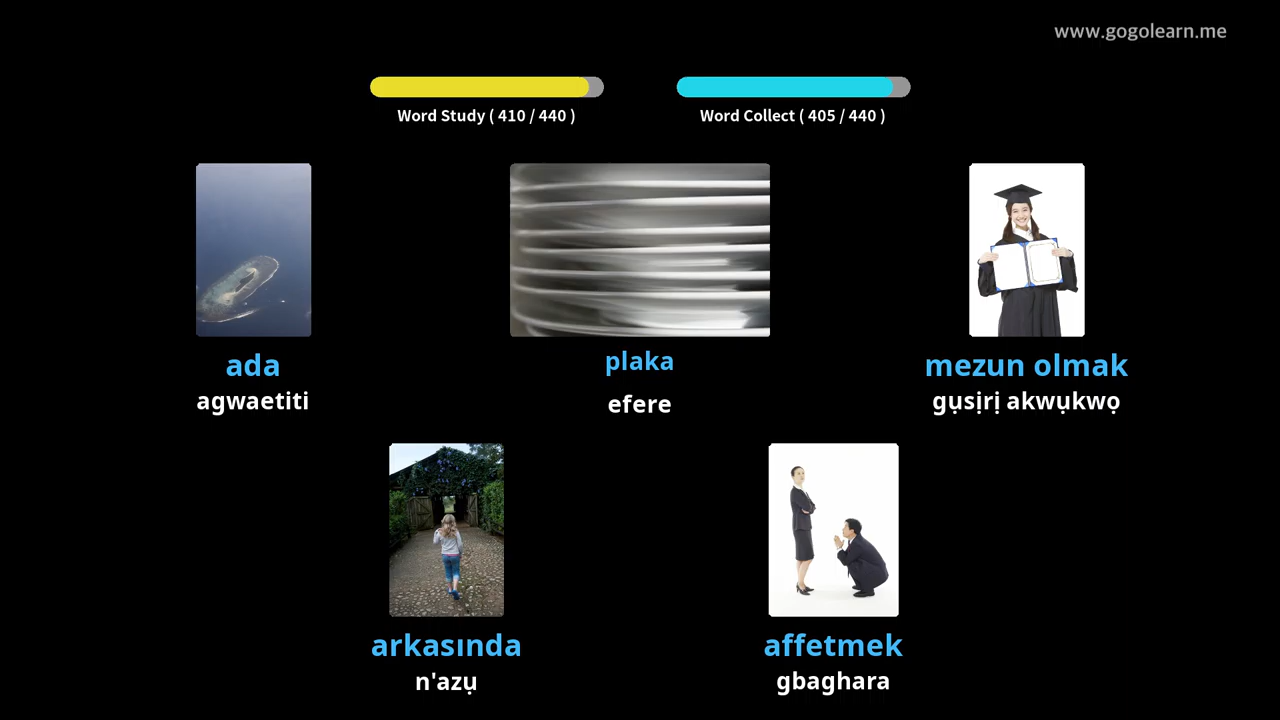 www.gogolearn.me
Word Study ( 410 / 440 )
Word Collect ( 405 / 440 )
ada
agwaetiti
plaka
efere
mezun olmak
gụsịrị akwụkwọ
arkasında
n'azụ
affetmek
gbaghara